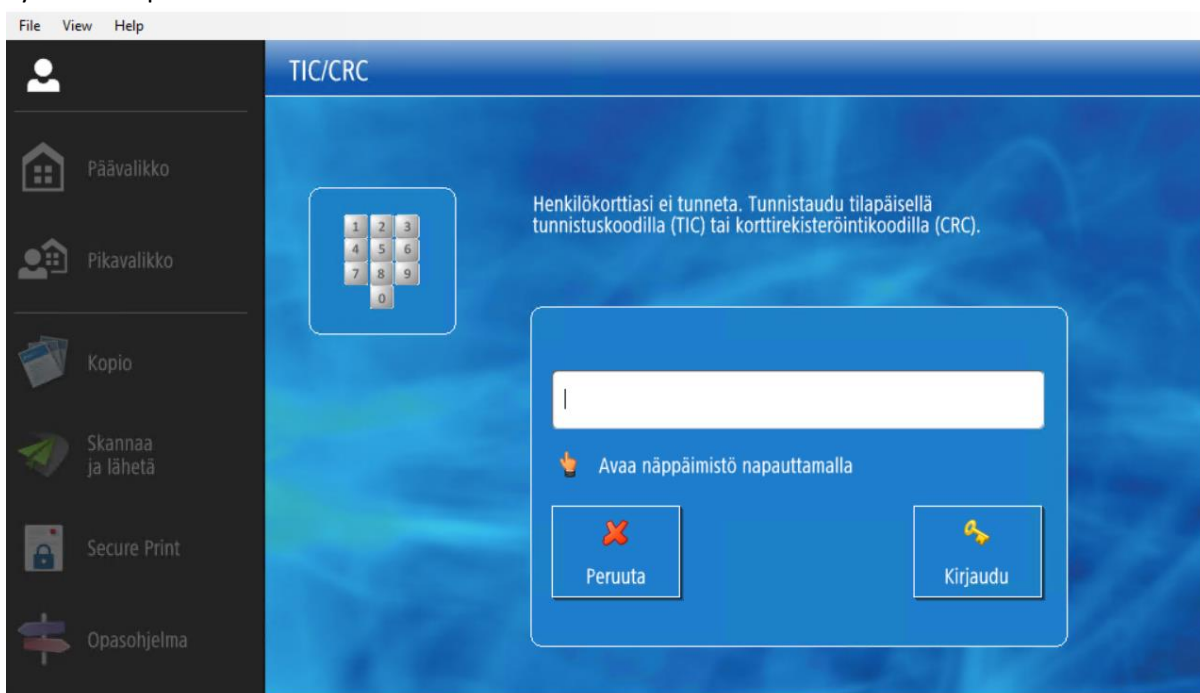 File View Help
TIC/CRC
Päävalikko
Pikavalikko
Kopio
Skannaa
ja lähetä
Secure Print
Opasohjelma
1 2 3
4 5 6
7 8 9
0
Henkilökorttiasi ei tunneta. Tunnistaudu tilapäisellä
tunnistuskoodilla (TIC) tai korttirekisteröintikoodilla (CRC).
Avaa näppäimistö napauttamalla
Peruuta
Kirjaudu